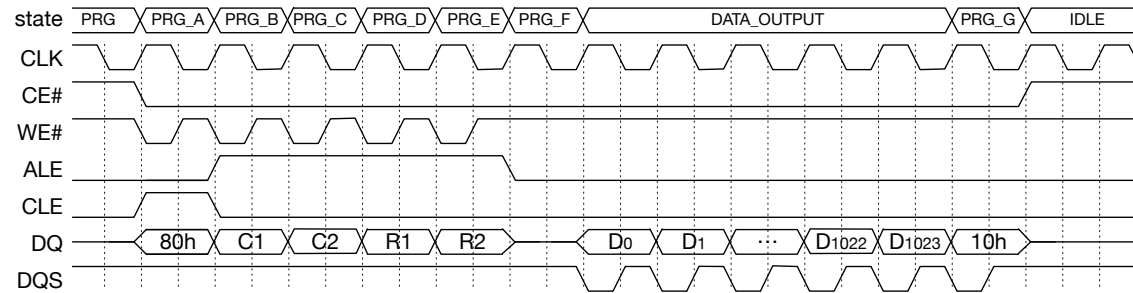 state PRG PRG_A PRG_B PRG_C PRG_D PRG_E PRG_F DATA_OUTPUT PRG_G IDLE
CLK
CE#
WE#
ALE
CLE
DQ 80h C1 C2 R1 R2 D0 D1 ... D1022 D1023 10h
DQS